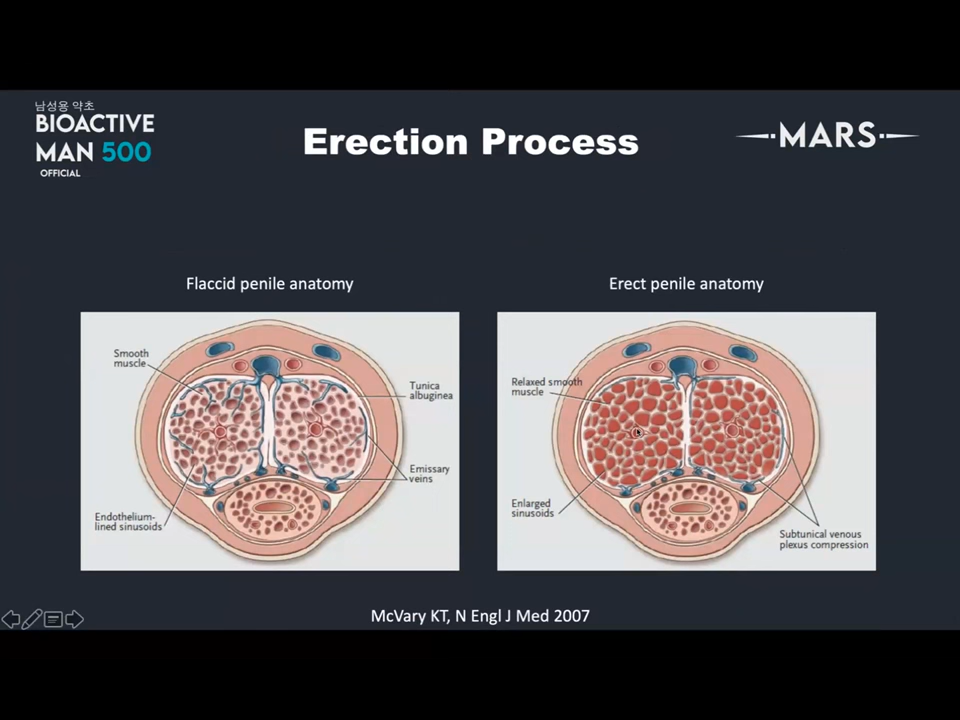 남성용 약초
BIOACTIVE
MAN 500
OFFICIAL
Erection Process
MARS
Flaccid penile anatomy
Smooth
muscle
Tunica
albuginea
Emissary
veins
Endothelium-
lined sinusoids
Erect penile anatomy
Relaxed smooth
muscle
Enlarged
sinusoids
Subtunical venous
plexus compression
McVary KT, N Engl J Med 2007